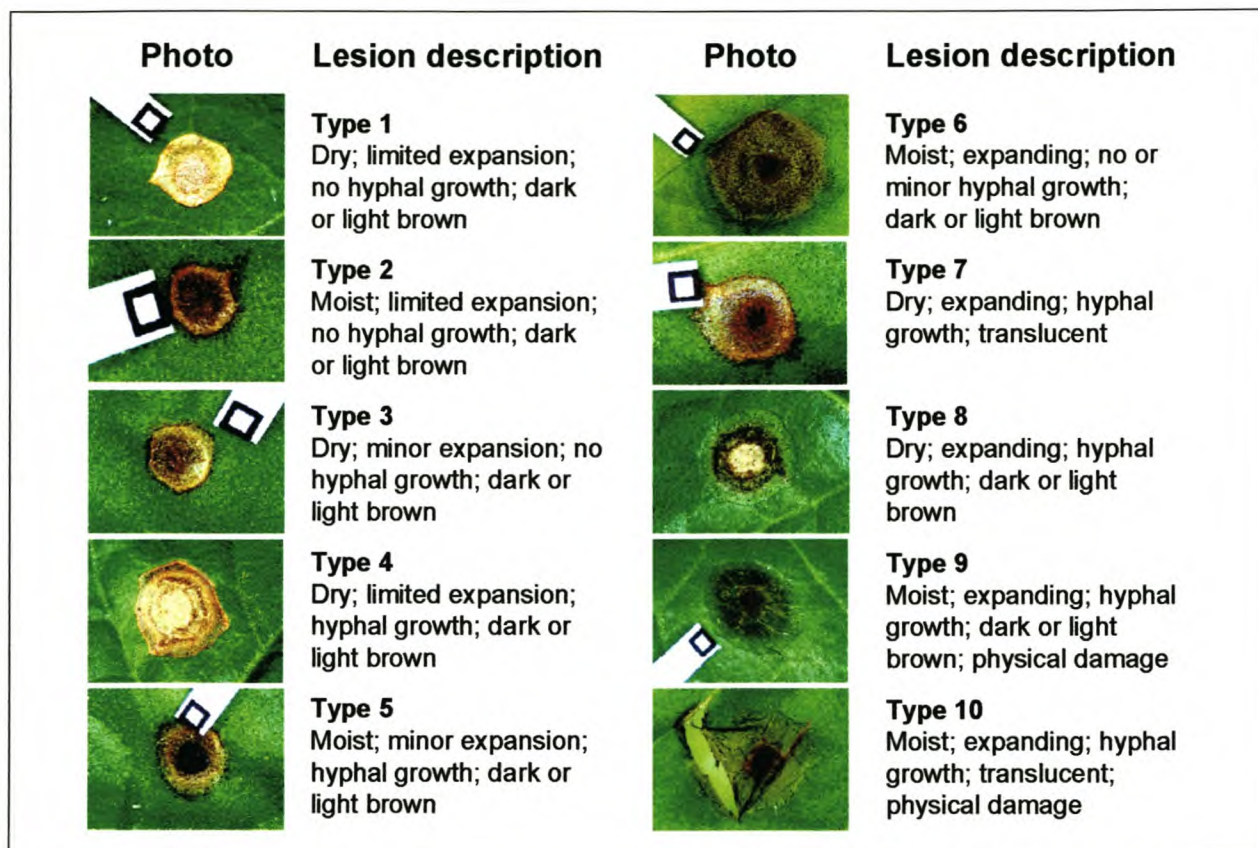 Photo
Lesion description
Type 1
Dry; limited expansion;
no hyphal growth; dark
or light brown
Type 2
Moist; limited expansion;
no hyphal growth; dark
or light brown
Type 3
Dry; minor expansion; no
hyphal growth; dark or
light brown
Type 4
Dry; limited expansion;
hyphal growth; dark or
light brown
Type 5
Moist; minor expansion;
hyphal growth; dark or
light brown
Photo
Lesion description
Type 6
Moist; expanding; no or
minor hyphal growth;
dark or light brown
Type 7
Dry; expanding; hyphal
growth; translucent
Type 8
Dry; expanding; hyphal
growth; dark or light
brown
Type 9
Moist; expanding; hyphal
growth; dark or light
brown; physical damage
Type 10
Moist; expanding; hyphal
growth; translucent;
physical damage